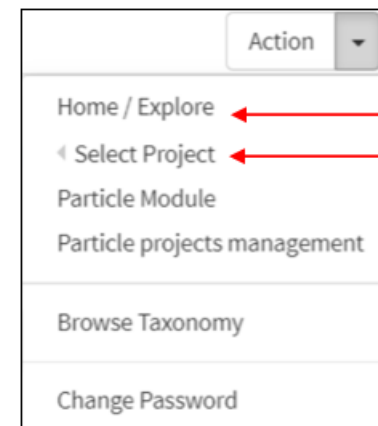 Action
Home / Explore
Select Project
Particle Module
Particle projects management
Browse Taxonomy
Change Password